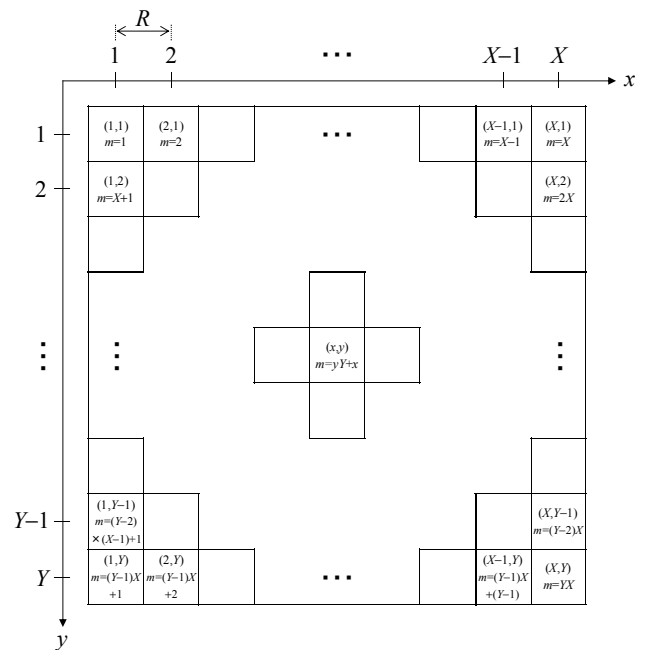 R
1 2 ⋯ X−1 X
x
1
(1,1)
m=1
(2,1)
m=2
⋯
(X−1,1)
m=X−1
(X,1)
m=X
2
(1,2)
m=X+1
(X,2)
m=2X
⋮
⋮
(x,y)
m=yY+x
⋮
Y−1
(1,Y−1)
m=(Y−2)
×(X−1)+1
(X,Y−1)
m=(Y−2)X
Y
(1,Y)
m=(Y−1)X
+1
(2,Y)
m=(Y−1)X
+2
⋯
(X−1,Y)
m=(Y−1)X
+(Y−1)
(X,Y)
m=YX
y